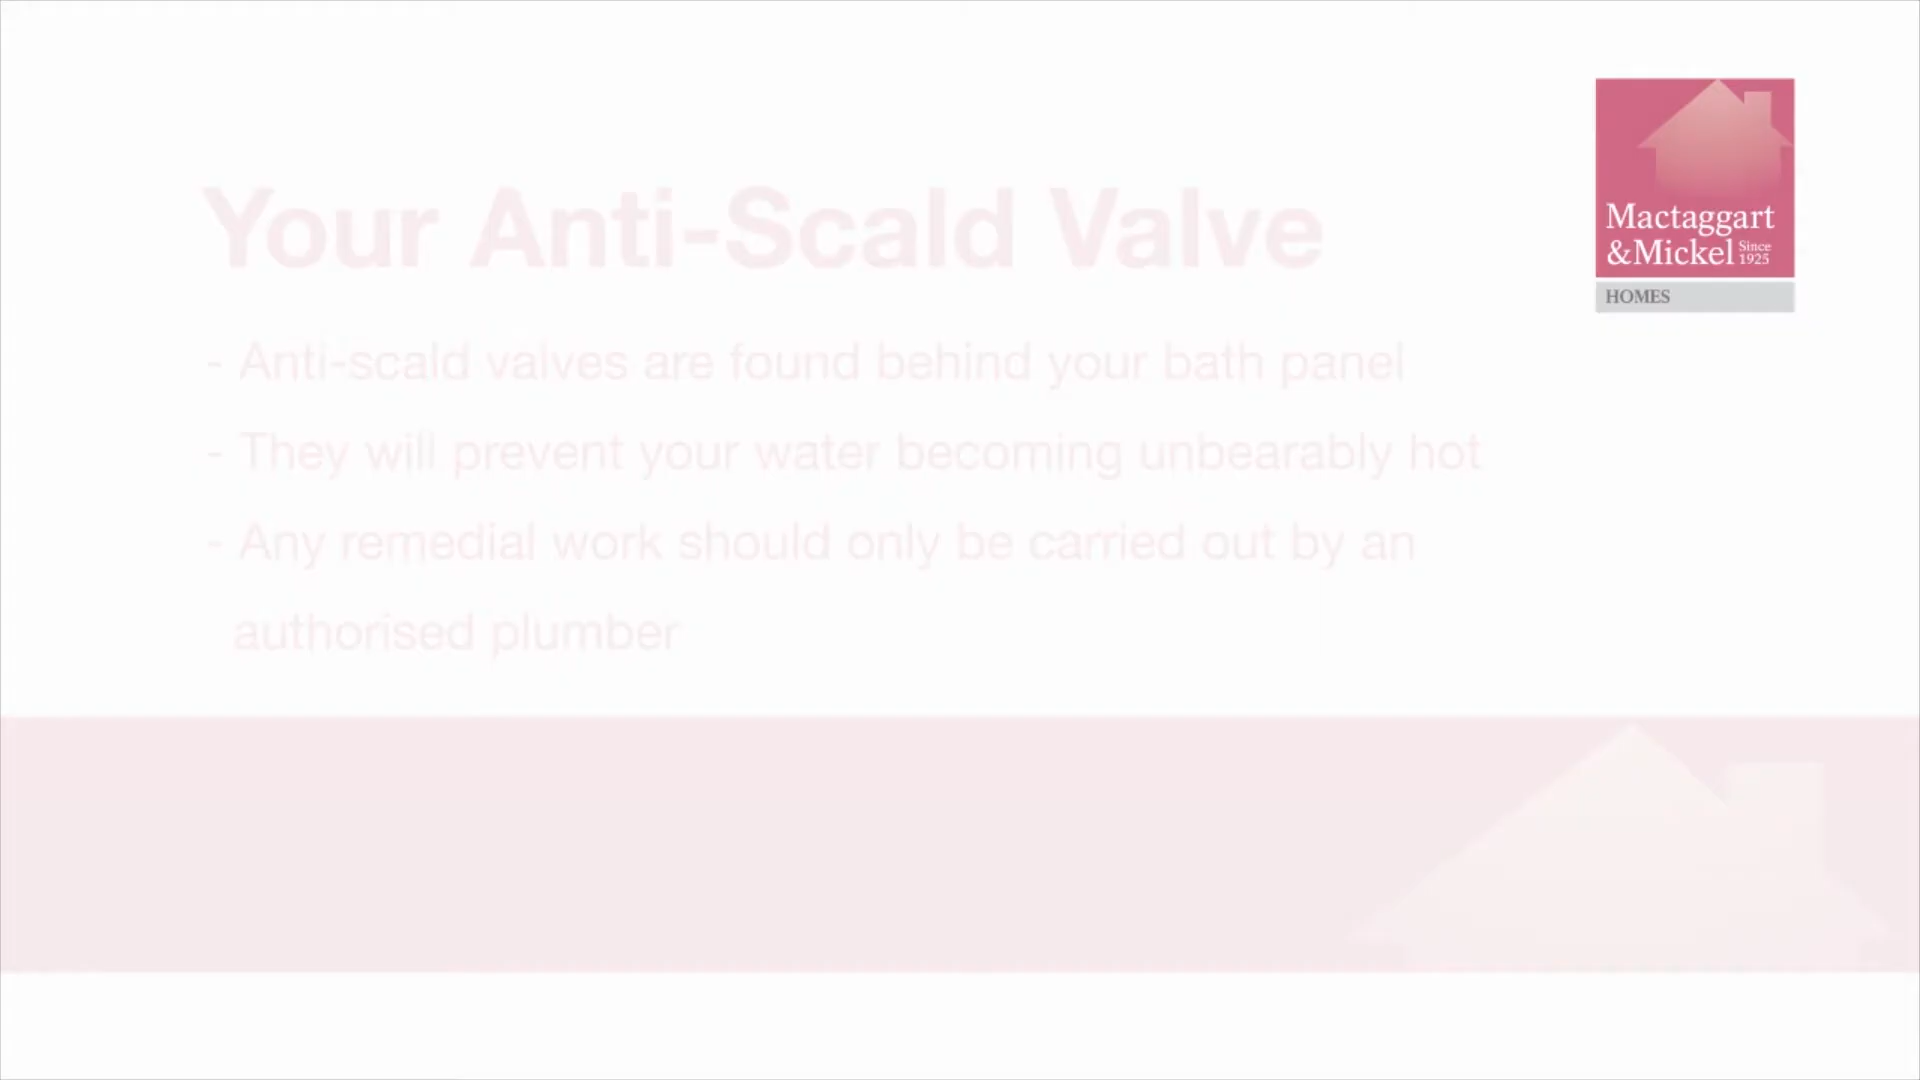 Your Anti-Scald Valve
- Anti-scald valves are found behind your bath panel
- They will prevent your water becoming unbearably hot
- Any remedial work should only be carried out by an
authorised plumber
Mactaggart
&Mickel Since 1925
HOMES